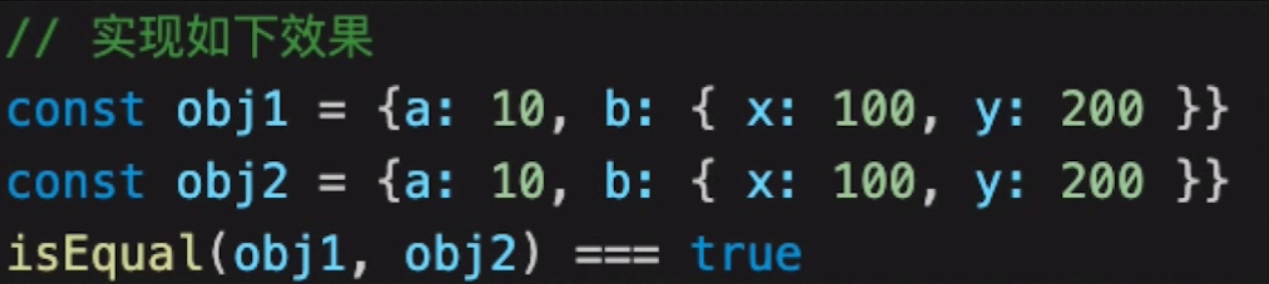 // 实现如下效果
const obj1 = {a: 10, b: { x: 100, y: 200 }}
const obj2 = {a: 10, b: { x: 100, y: 200 }}
isEqual(obj1, obj2) === true